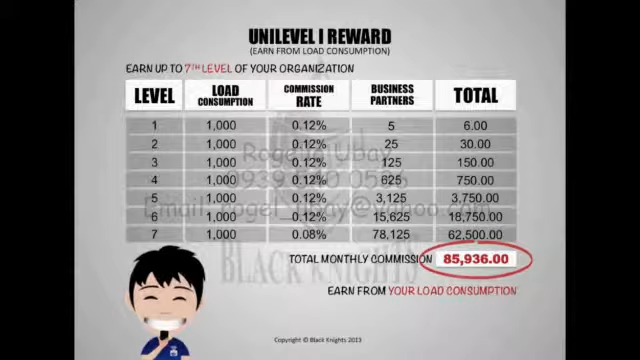 UNILEVEL I REWARD
(EARN FROM LOAD CONSUMPTION)
EARN UP TO 7TH LEVEL OF YOUR ORGANIZATION
LEVEL LOAD CONSUMPTION COMMISSION RATE BUSINESS PARTNERS TOTAL
1 1,000 0.12% 5 6.00
2 1,000 0.12% 25 30.00
3 1,000 0.12% 125 150.00
4 1,000 0.12% 625 750.00
5 1,000 0.12% 3,125 3,750.00
6 1,000 0.12% 15,625 18,750.00
7 1,000 0.08% 78,125 62,500.00
TOTAL MONTHLY COMMISSION 85,936.00
BLACK KNIGHTS
EARN FROM YOUR LOAD CONSUMPTION
Copyright © Black Knights 2013